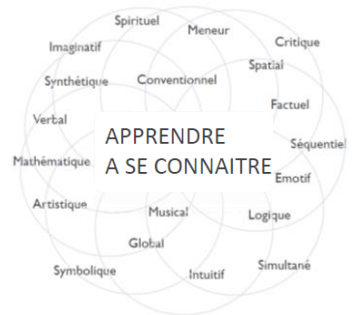 Spirituel
Meneur
Imaginatif
Critique
Spatial
Synthétique
Conventionnel
Factuel
Verbal
APPRENDRE
Séquentiel
Mathématique
A SE CONNAITRE
Emotif
Artistique
Musical
Logique
Global
Symbolique
Intuitif
Simultané